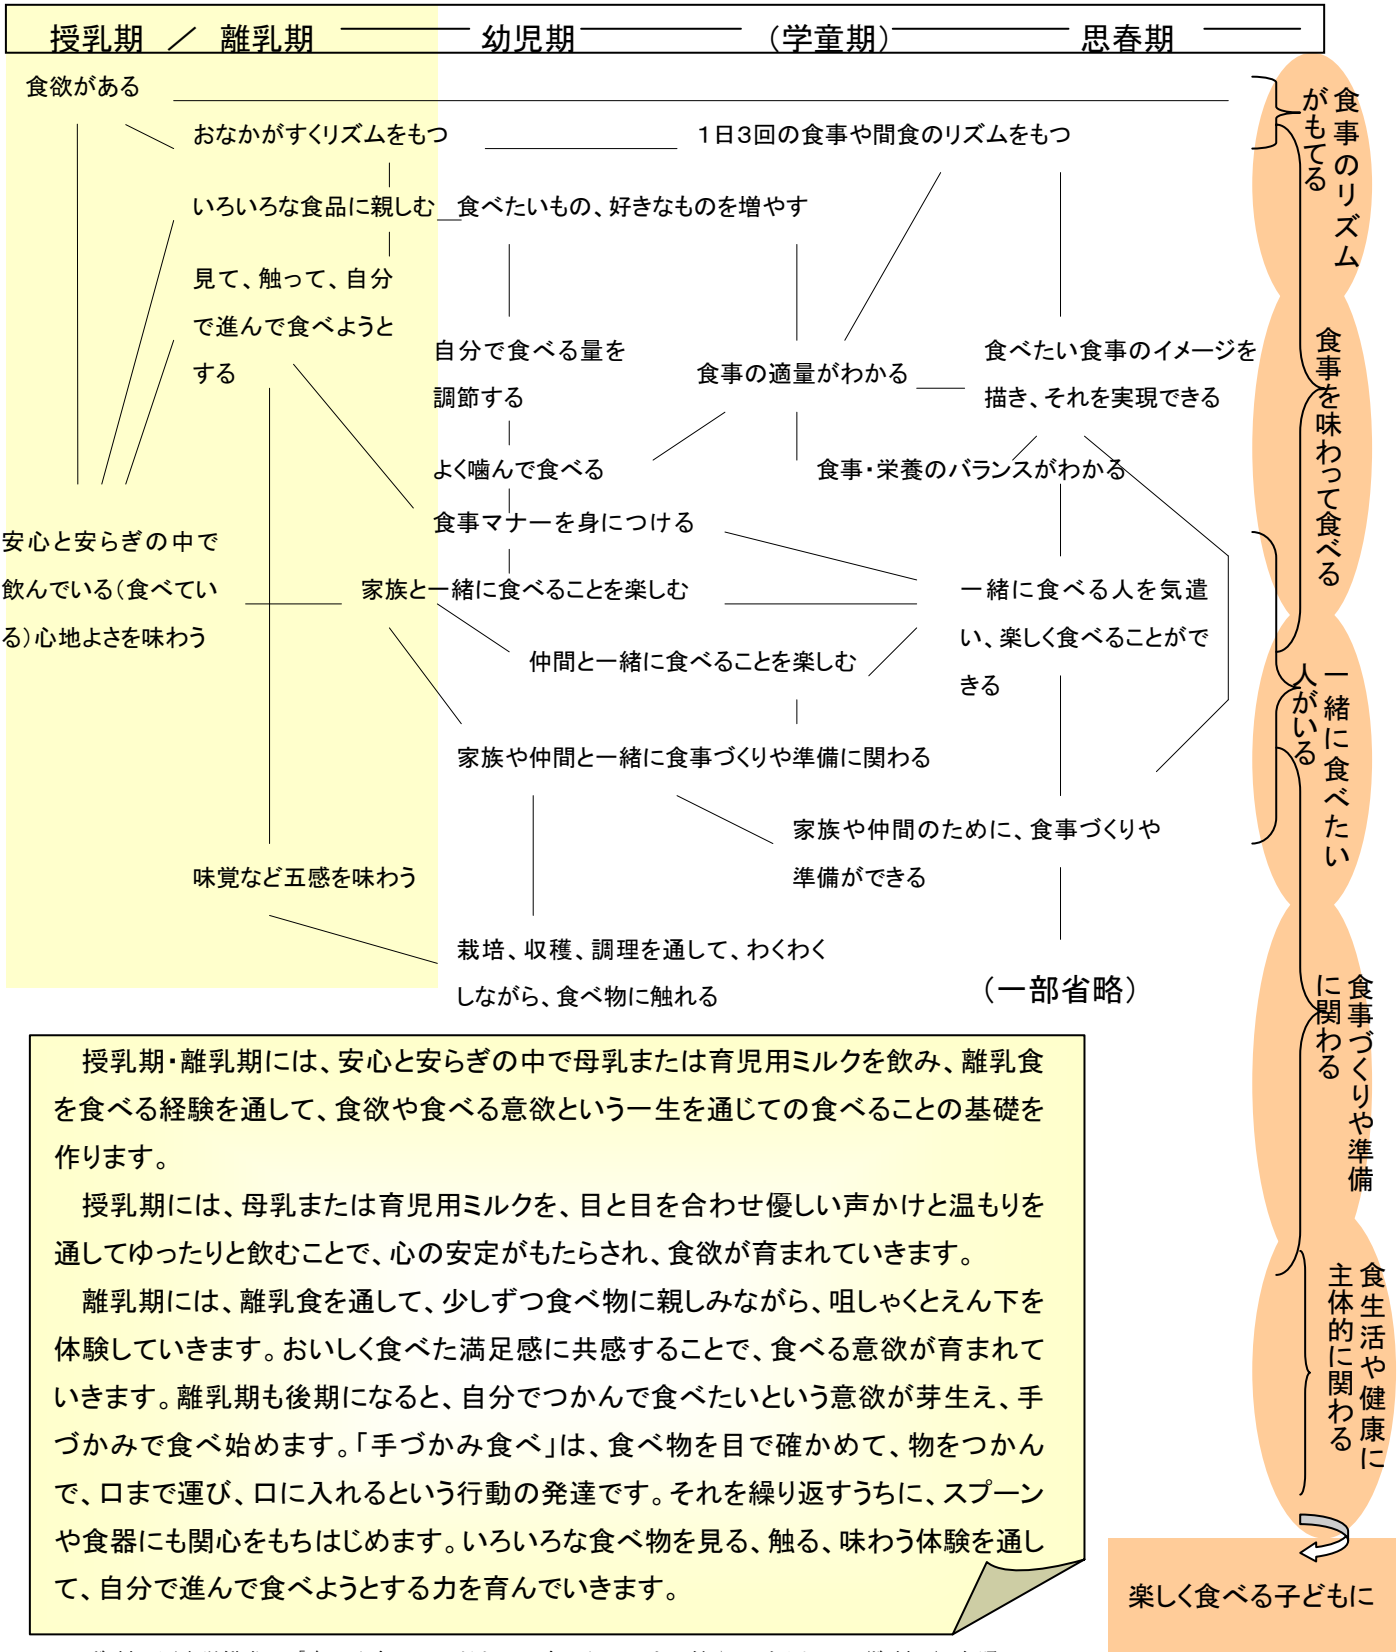 授乳期 ／ 離乳期 幼児期 （学童期） 思春期
食欲がある
おなかがすくリズムをもつ
1日3回の食事や間食のリズムをもつ
いろいろな食品に親しむ
食べたいもの、好きなものを増やす
見て、触って、自分
で進んで食べようと
する
自分で食べる量を
調節する
食事の適量がわかる
食べたい食事のイメージを
描き、それを実現できる
よく噛んで食べる
食事・栄養のバランスがわかる
食事マナーを身につける
安心と安らぎの中で
飲んでいる（食べてい
る）心地よさを味わう
家族と一緒に食べることを楽しむ
一緒に食べる人を気遣
い、楽しく食べることがで
きる
仲間と一緒に食べることを楽しむ
家族や仲間と一緒に食事づくりや準備に関わる
家族や仲間のために、食事づくりや
準備ができる
味覚など五感を味わう
栽培、収穫、調理を通して、わくわく
しながら、食べ物に触れる
（一部省略）
食事のリズム
がもてる
食事を味わって食べる
一緒に食べたい
人がいる
食事づくりや準備
に関わる
食生活や健康に
主体的に関わる
楽しく食べる子どもに
授乳期・離乳期には、安心と安らぎの中で母乳または育児用ミルクを飲み、離乳食
を食べる経験を通して、食欲や食べる意欲という一生を通じての食べることの基礎を
作ります。
授乳期には、母乳または育児用ミルクを、目と目を合わせ優しい声かけと温もりを
通してゆったりと飲むことで、心の安定がもたらされ、食欲が育まれていきます。
離乳期には、離乳食を通して、少しずつ食べ物に親しみながら、咀しゃくとえん下を
体験していきます。おいしく食べた満足感に共感することで、食べる意欲が育まれて
いきます。離乳期も後期になると、自分でつかんで食べたいという意欲が芽生え、手
づかみで食べ始めます。「手づかみ食べ」は、食べ物を目で確かめて、物をつかん
で、口まで運び、口に入れるという行動の発達です。それを繰り返すうちに、スプーン
や食器にも関心をもちはじめます。いろいろな食べ物を見る、触る、味わう体験を通し
て、自分で進んで食べようとする力を育んでいきます。